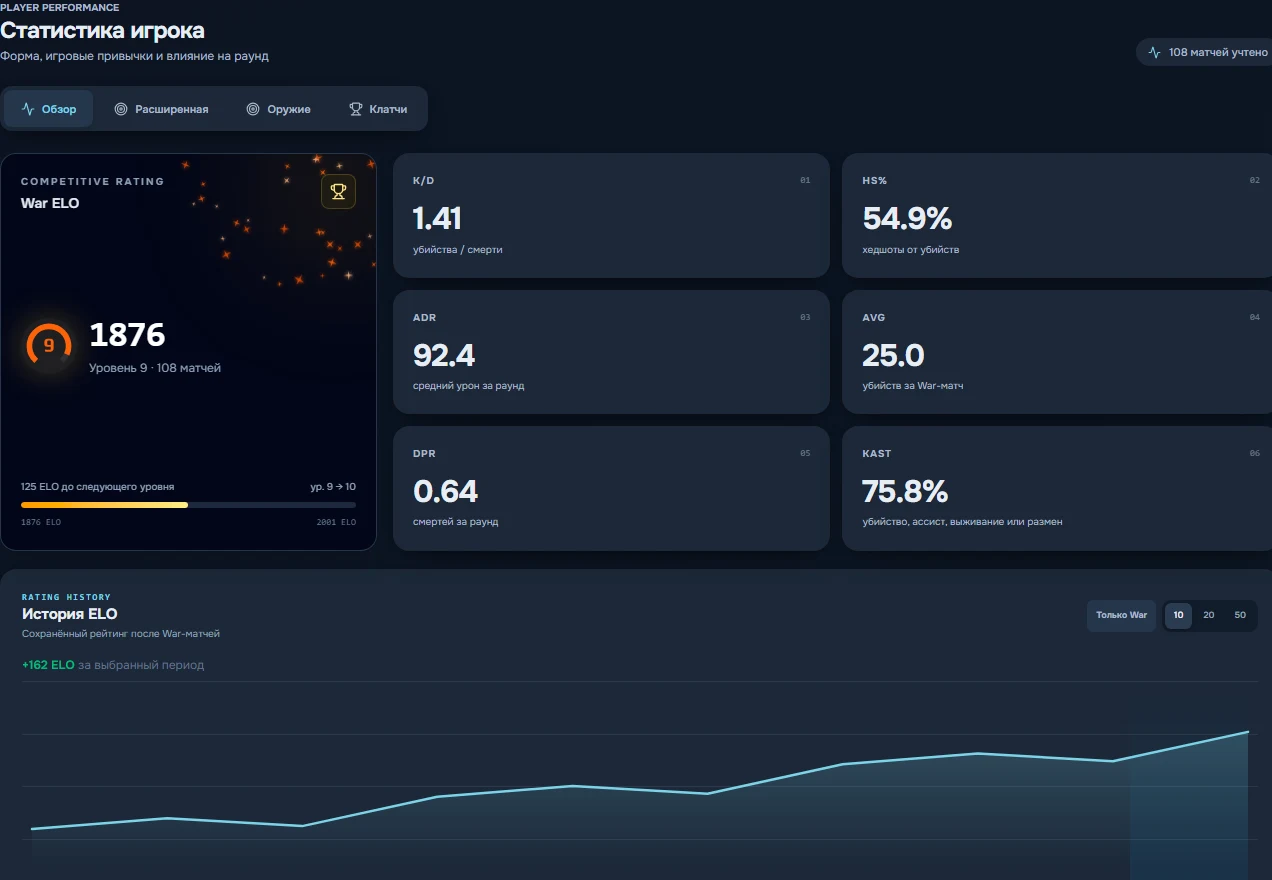 PLAYER PERFORMANCE
Статистика игрока
Форма, игровые привычки и влияние на раунд
108 матчей учтено
Обзор
Расширенная
Оружие
Клатчи
COMPETITIVE RATING
War ELO
9
1876
Уровень 9 · 108 матчей
125 ELO до следующего уровня
ур. 9 → 10
1876 ELO
2001 ELO
K/D
01
1.41
убийства / смерти
HS%
02
54.9%
хедшоты от убийств
ADR
03
92.4
средний урон за раунд
AVG
04
25.0
убийств за War-матч
DPR
05
0.64
смертей за раунд
KAST
06
75.8%
убийство, ассист, выживание или размен
RATING HISTORY
История ELO
Сохранённый рейтинг после War-матчей
Только War
10
20
50
+162 ELO за выбранный период